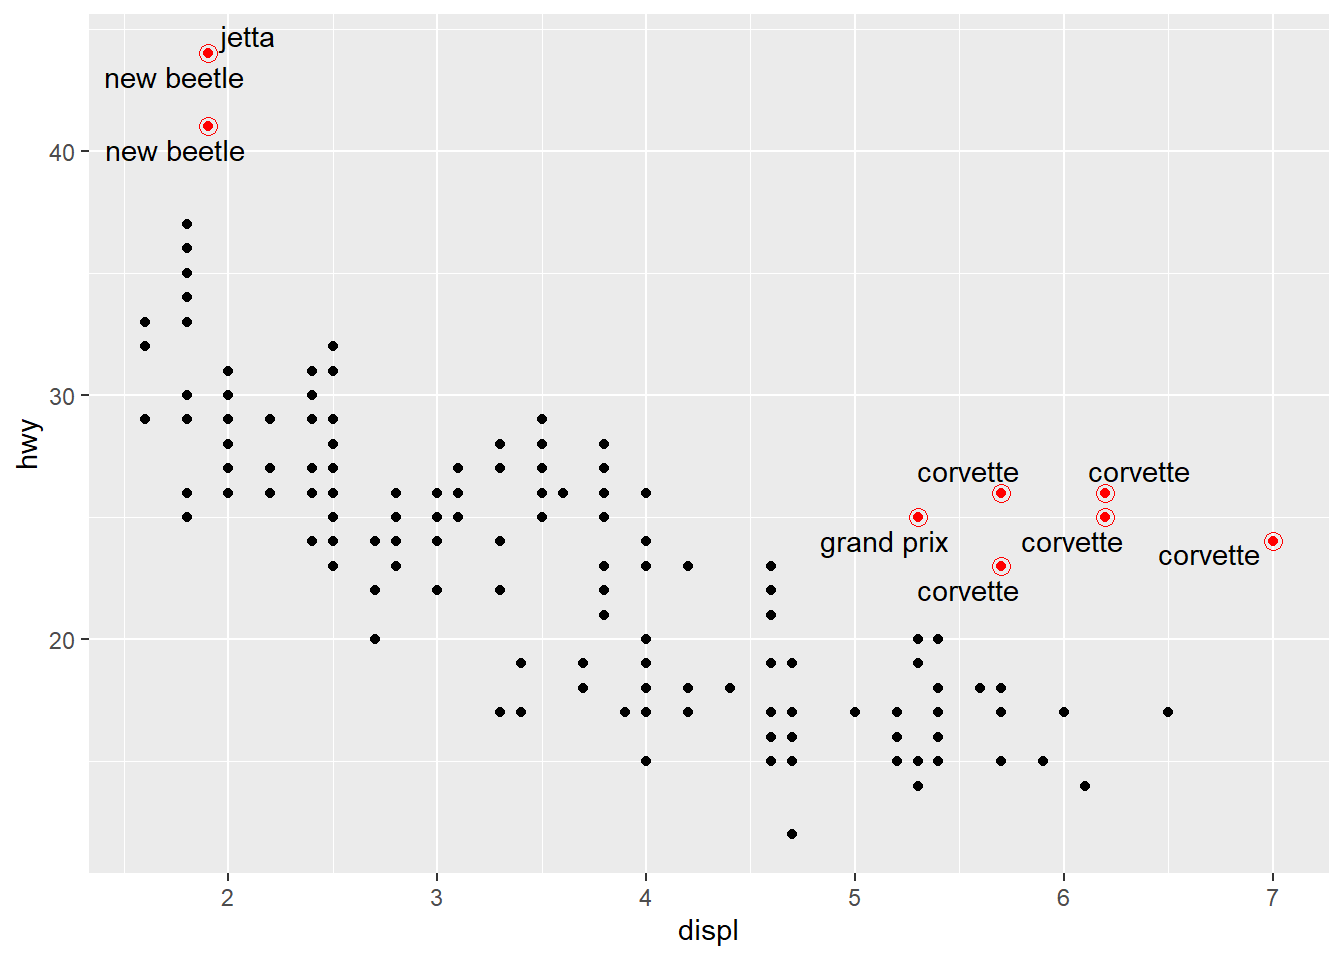 jetta
new beetle
new beetle
40
30
20
hwy
corvette
corvette
grand prix
corvette
corvette
corvette
2 3 4 5 6 7
displ